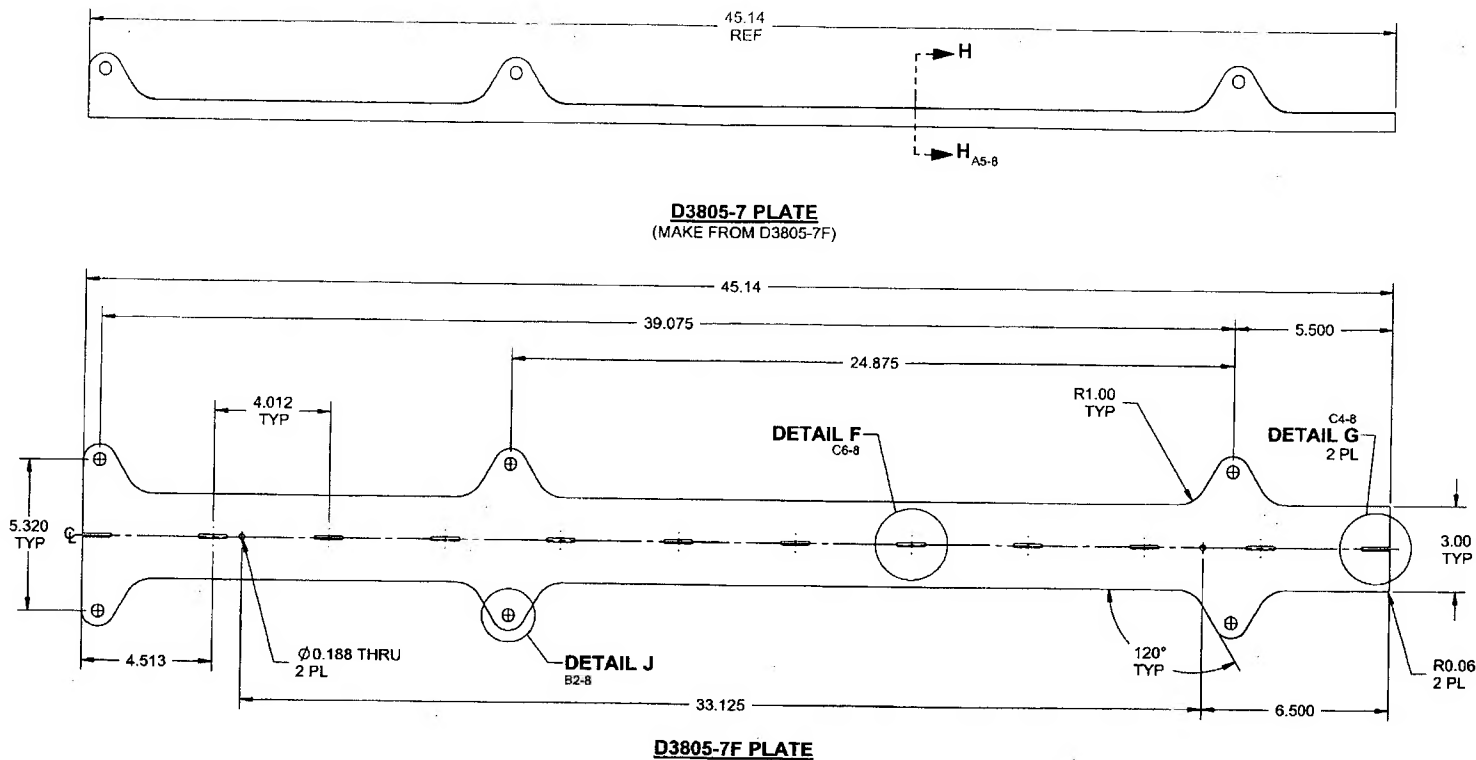 45.14
REF
H
H A5-8
D3805-7 PLATE
(MAKE FROM D3805-7F)
45.14
39.075
5.500
24.875
4.012
TYP
R1.00
TYP
DETAIL F
C6-8
C4-8
DETAIL G
2 PL
5.320
TYP
℄
3.00
TYP
4.513
Ø0.188 THRU
2 PL
DETAIL J
B2-8
120°
TYP
R0.06
2 PL
33.125
6.500
D3805-7F PLATE